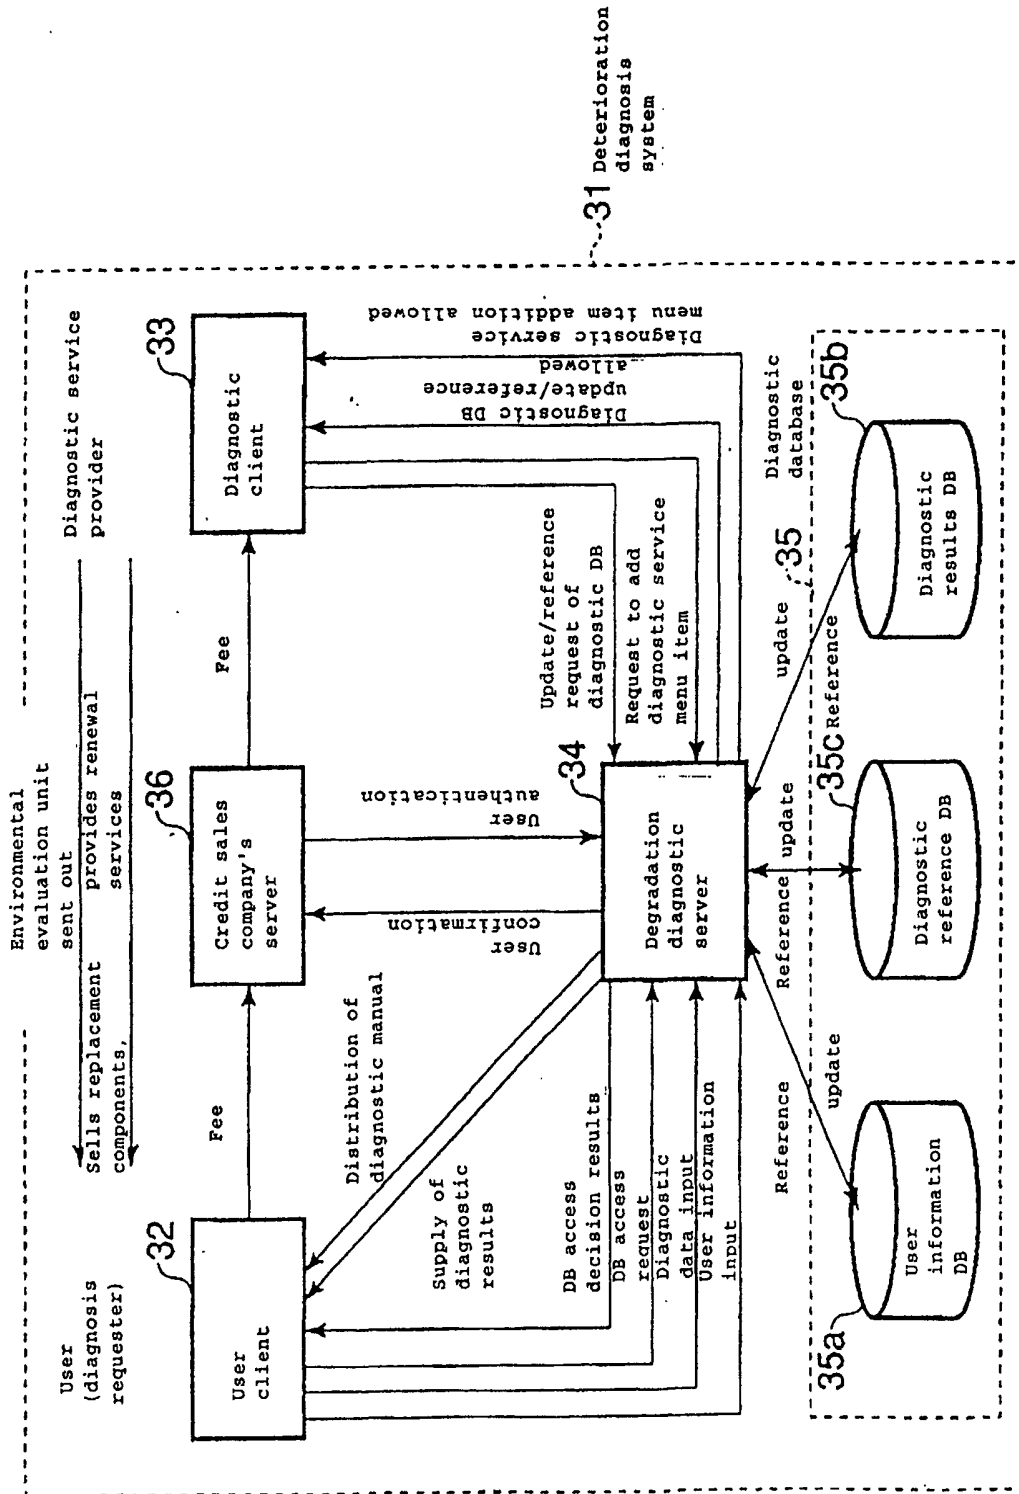 Environmental
evaluation unit
sent out
User
(diagnosis
requester)
Sells replacement
components,
provides renewal
services
Diagnostic service
provider
32
User
client
Fee
36
Credit sales
company's
server
Fee
33
Diagnostic
client
31 Deterioration
diagnosis
system
Distribution of
diagnostic manual
Supply of
diagnostic
results
User
confirmation
User
authentication
Update/reference
request of
diagnostic DB
Request to add
diagnostic service
menu item
Diagnostic DB
update/reference
allowed
Diagnostic service
menu item addition allowed
DB access
decision results
DB access
request
Diagnostic
data input
User information
input
34
Degradation
diagnostic
server
Reference
update
Reference
update
Reference
update
35
Diagnostic
database
35a
User
information
DB
35c
Diagnostic
reference DB
35b
Diagnostic
results DB